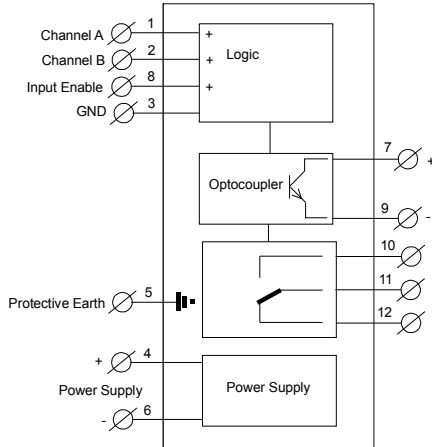 Channel A 1
Channel B 2
Input Enable 8
GND 3
+
+
+
Logic
Optocoupler
7 +
9 -
10
11
12
Protective Earth 5
+ 4
Power Supply
- 6
Power Supply